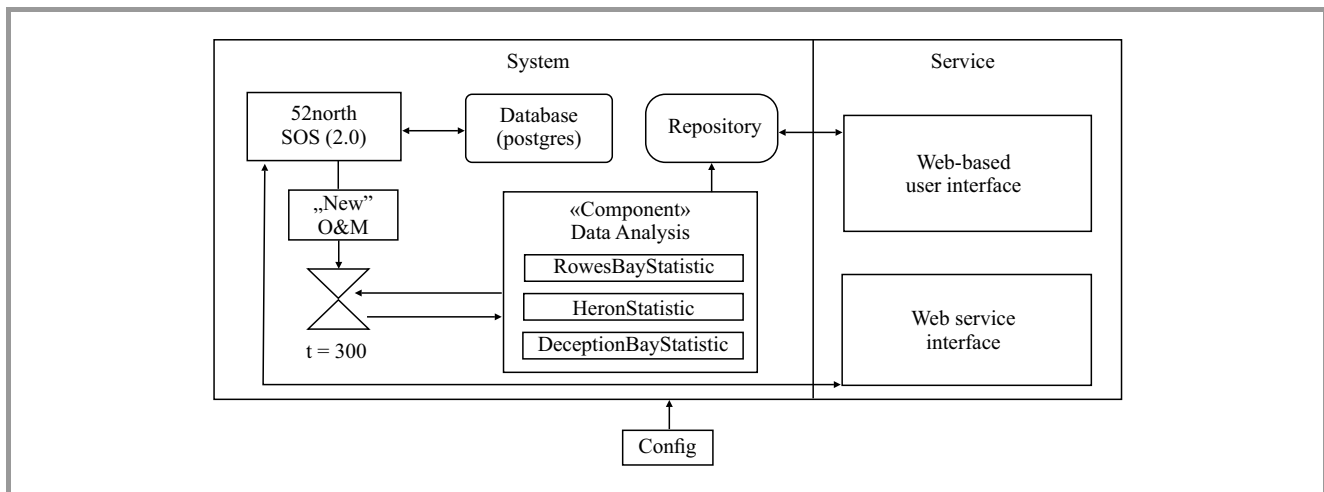 System
Service
52north
SOS (2.0)
Database
(postgres)
Repository
Web-based
user interface
„New”
O&M
«Component»
Data Analysis
RowesBayStatistic
HeronStatistic
DeceptionBayStatistic
t = 300
Web service
interface
Config